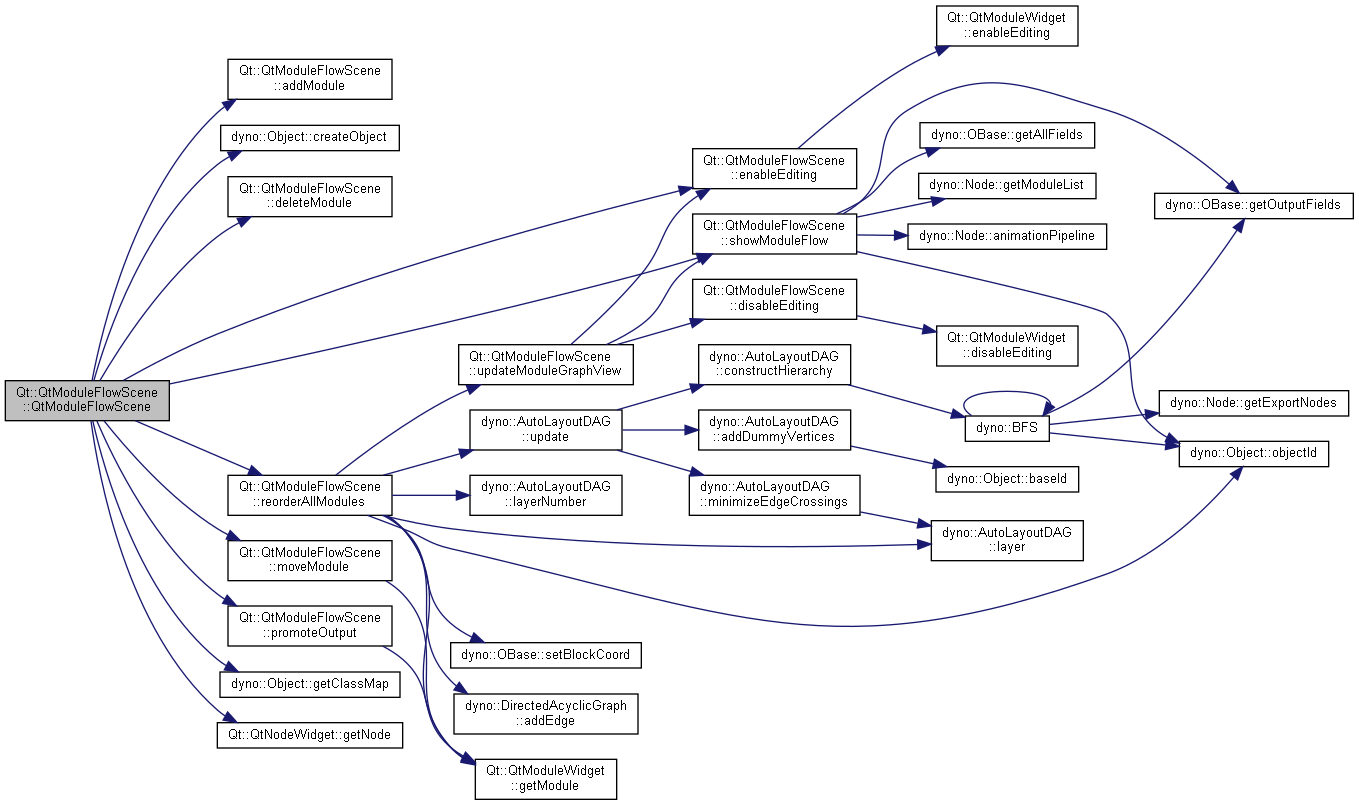 Qt::QtModuleFlowScene
::QtModuleFlowScene
Qt::QtModuleFlowScene
::addModule
dyno::Object::createObject
Qt::QtModuleFlowScene
::deleteModule
Qt::QtModuleFlowScene
::reorderAllModules
Qt::QtModuleFlowScene
::moveModule
Qt::QtModuleFlowScene
::promoteOutput
dyno::Object::getClassMap
Qt::QtNodeWidget::getNode
Qt::QtModuleFlowScene
::updateModuleGraphView
dyno::AutoLayoutDAG
::update
dyno::AutoLayoutDAG
::layerNumber
dyno::OBase::setBlockCoord
dyno::DirectedAcyclicGraph
::addEdge
Qt::QtModuleWidget
::getModule
Qt::QtModuleFlowScene
::enableEditing
Qt::QtModuleFlowScene
::showModuleFlow
Qt::QtModuleFlowScene
::disableEditing
dyno::AutoLayoutDAG
::constructHierarchy
dyno::AutoLayoutDAG
::addDummyVertices
dyno::AutoLayoutDAG
::minimizeEdgeCrossings
Qt::QtModuleWidget
::enableEditing
dyno::OBase::getAllFields
dyno::Node::getModuleList
dyno::Node::animationPipeline
Qt::QtModuleWidget
::disableEditing
dyno::BFS
dyno::Object::baseId
dyno::AutoLayoutDAG
::layer
dyno::OBase::getOutputFields
dyno::Node::getExportNodes
dyno::Object::objectId